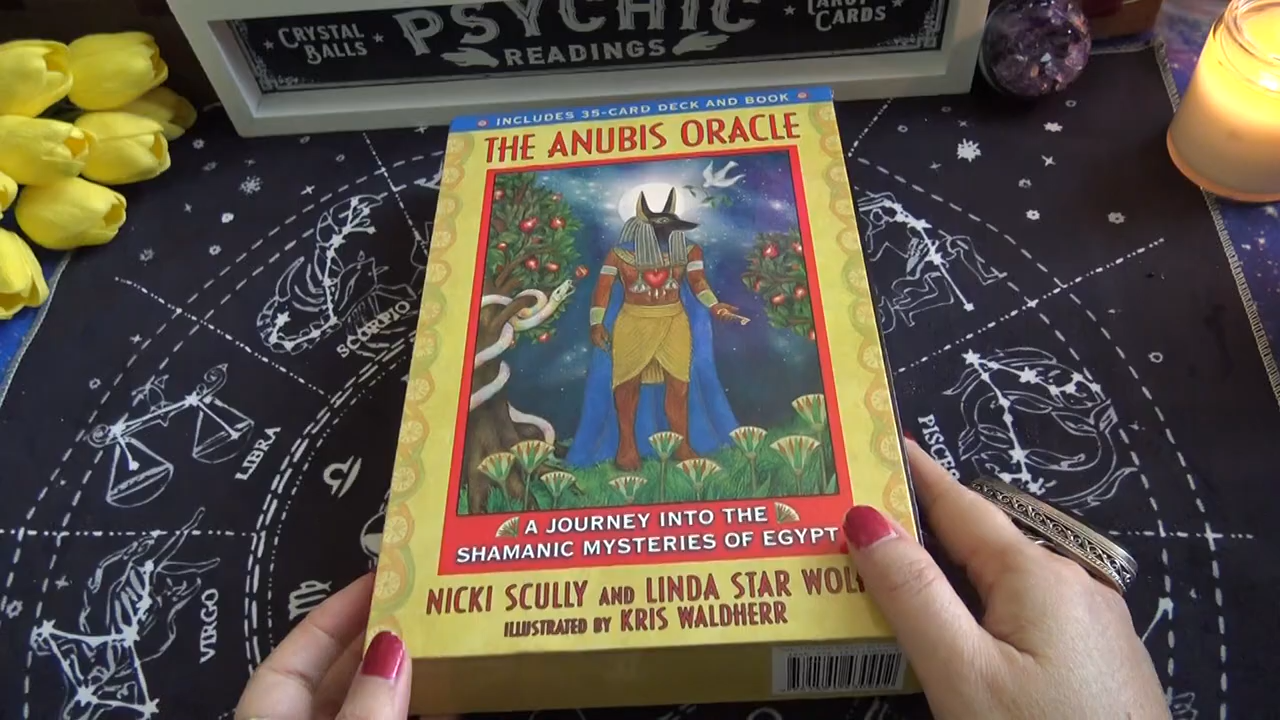 PSYCHIC
CRYSTAL
BALLS
READINGS
TAROT
CARDS
INCLUDES 35-CARD DECK AND BOOK
THE ANUBIS ORACLE
A JOURNEY INTO THE
SHAMANIC MYSTERIES OF EGYPT
NICKI SCULLY AND LINDA STAR WOL
ILLUSTRATED BY KRIS WALDHERR
SCORPIO
LIBRA
VIRGO
PISCES